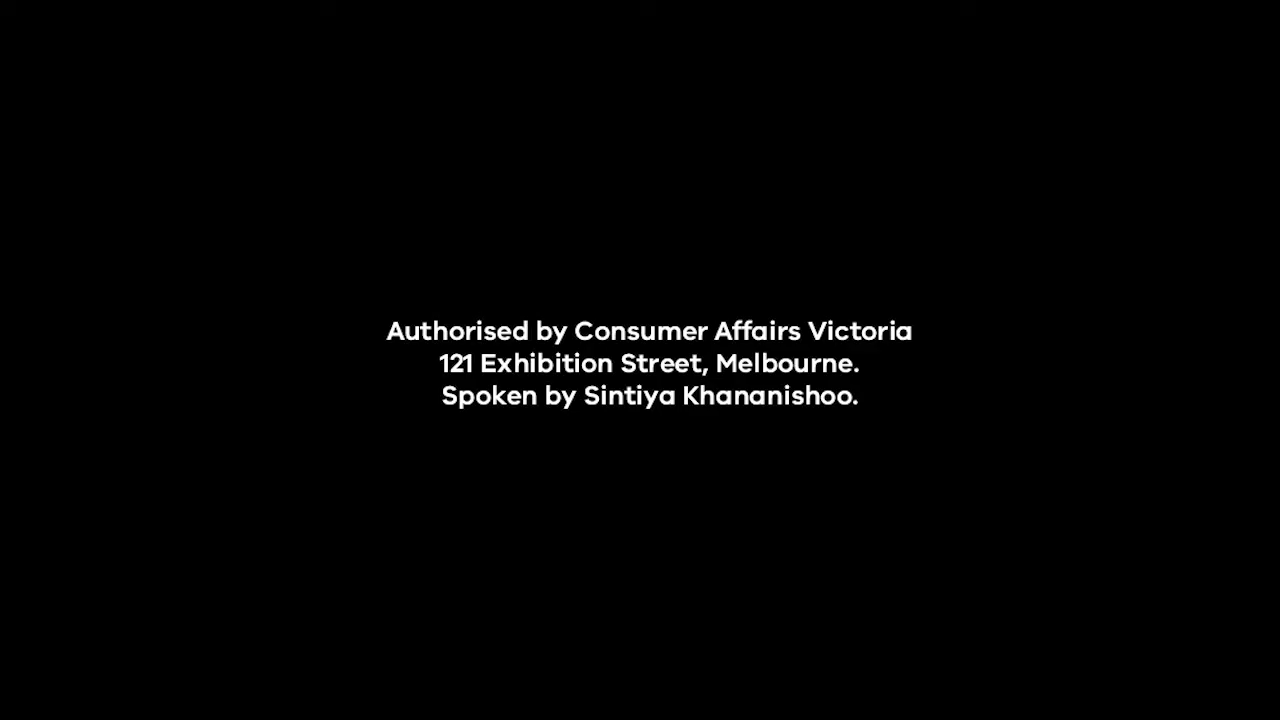 Authorised by Consumer Affairs Victoria
121 Exhibition Street, Melbourne.
Spoken by Sintiya Khananishoo.